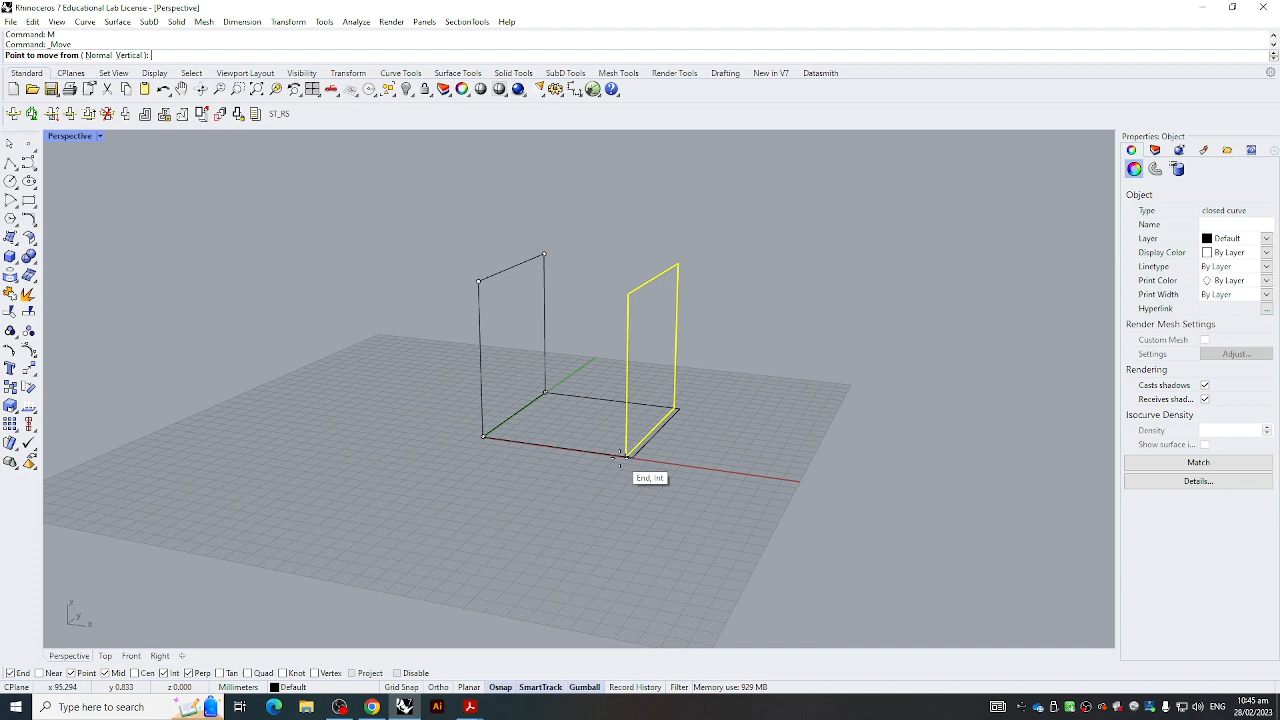 Rhinoceros 7 Educational Lab License - [Perspective]
File Edit View Curve Surface SubD Solid Mesh Dimension Transform Tools Analyze Render Panels SectionTools Help
Command: M
Command: _Move
Point to move from ( Normal Vertical ):
Standard CPlanes Set View Display Select Viewport Layout Visibility Transform Curve Tools Surface Tools Solid Tools SubD Tools Mesh Tools Render Tools Drafting New in V7 Datasmith
ST_RS
Perspective
Properties: Object
Object
Type closed curve
Name
Layer Default
Display Color By Layer
Linetype By Layer
Print Color By Layer
Print Width By Layer
Hyperlink ...
Render Mesh Settings
Custom Mesh
Settings Adjust...
Rendering
Casts shadows
Receives shad...
Isocurve Density
Density
Show surface i...
Match
Details...
End, Int
z
y
x
Perspective Top Front Right
End Near Point Mid Cen Int Perp Tan Quad Knot Vertex Project Disable
CPlane x 95.294 y 0.833 z 0.000 Millimeters Default Grid Snap Ortho Planar Osnap SmartTrack Gumball Record History Filter Memory use: 929 MB
Type here to search
Ai
ENG
10:45 am
28/02/2023